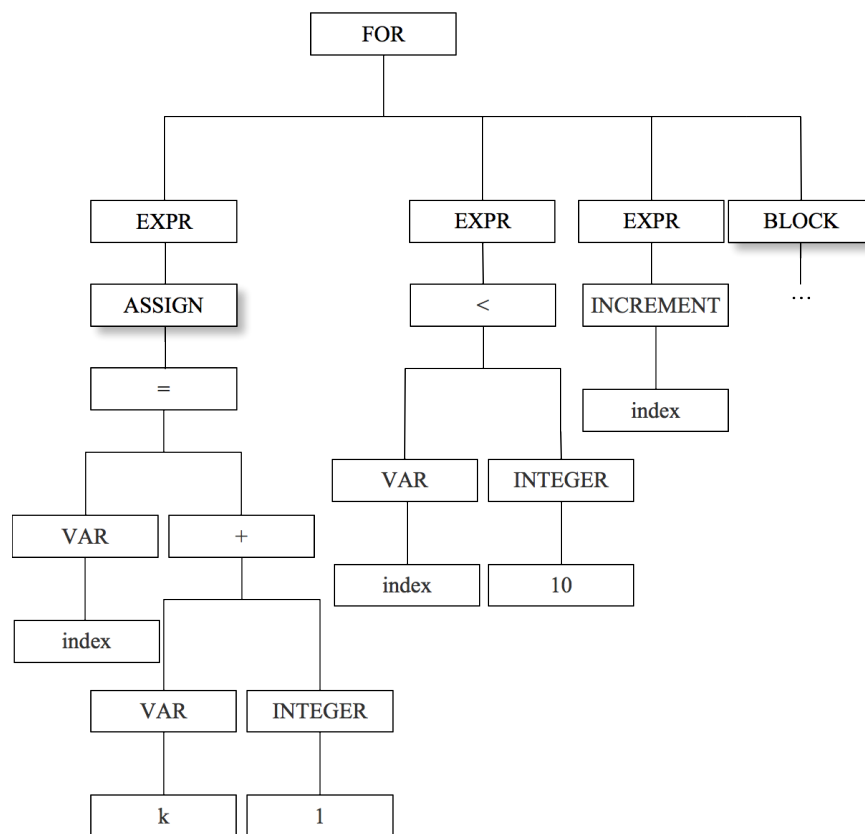 FOR
EXPR
EXPR
EXPR
BLOCK
ASSIGN
<
INCREMENT
...
=
index
VAR
INTEGER
VAR
+
index
10
index
VAR
INTEGER
k
1